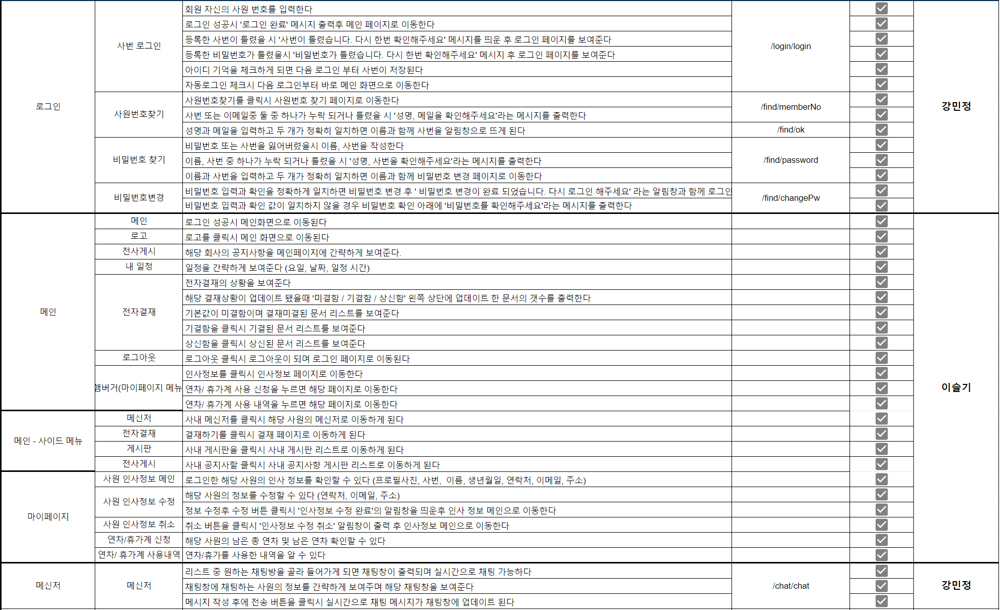 로그인
사번 로그인
회원 자신의 사원 번호를 입력한다
로그인 성공시 '로그인 완료' 메시지 출력후 메인 페이지로 이동한다
등록한 사번이 틀렸을 시 '사번이 틀렸습니다. 다시 한번 확인해주세요' 메시지를 띄운 후 로그인 페이지를 보여준다
등록한 비밀번호가 틀렸을시 '비밀번호가 틀렸습니다. 다시 한번 확인해주세요' 메시지 후 로그인 페이지를 보여준다
아이디 기억을 체크하게 되면 다음 로그인 부터 사번이 저장된다
자동로그인 체크시 다음 로그인부터 바로 메인 화면으로 이동한다
/login/login
강민정
사원번호찾기
사원번호찾기를 클릭시 사원번호 찾기 페이지로 이동한다
사번 또는 이메일중 둘 중 하나가 누락 되거나 틀렸을 시 '성명, 메일을 확인해주세요'라는 메시지를 출력한다
/find/memberNo
성명과 메일을 입력하고 두 개가 정확히 일치하면 이름과 함께 사번을 알림창으로 뜨게 된다
/find/ok
비밀번호 찾기
비밀번호 또는 사번을 잃어버렸을시 이름, 사번을 작성한다
이름, 사번 중 하나가 누락 되거나 틀렸을 시 '성명, 사번을 확인해주세요'라는 메시지를 출력한다
이름과 사번을 입력하고 두 개가 정확히 일치하면 이름과 함께 비밀번호 변경 페이지로 이동한다
/find/password
비밀번호변경
비밀번호 입력과 확인을 정확하게 일치하면 비밀번호 변경 후 ' 비밀번호 변경이 완료 되었습니다. 다시 로그인 해주세요' 라는 알림창과 함께 로그인
비밀번호 입력과 확인 값이 일치하지 않을 경우 비밀번호 확인 아래에 '비밀번호를 확인해주세요'라는 메시지를 출력한다
/find/changePw
메인
메인
로그인 성공시 메인화면으로 이동된다
로고
로고를 클릭시 메인 화면으로 이동된다
전사게시
해당 회사의 공지사항을 메인페이지에 간략하게 보여준다.
내 일정
일정을 간략하게 보여준다 (요일, 날짜, 일정 시간)
전자결재
전자결재의 상황을 보여준다
해당 결재상황이 업데이트 됐을때 '미결함 / 기결함 / 상신함' 왼쪽 상단에 업데이트 한 문서의 갯수를 출력한다
기본값이 미결함이며 결재미결된 문서 리스트를 보여준다
기결함을 클릭시 기결된 문서 리스트를 보여준다
상신함을 클릭시 상신된 문서 리스트를 보여준다
로그아웃
로그아웃 클릭시 로그아웃이 되며 로그인 페이지로 이동된다
햄버거(마이페이지 메뉴
인사정보를 클릭시 인사정보 페이지로 이동한다
연차/ 휴가계 사용 신청을 누르면 해당 페이지로 이동한다
연차/ 휴가계 사용 내역을 누르면 해당 페이지로 이동한다
이슬기
메인 - 사이드 메뉴
메신저
사내 메신저를 클릭시 해당 사원의 메신저로 이동하게 된다
전자결재
결재하기를 클릭시 결재 페이지로 이동하게 된다
게시판
사내 게시판을 클릭시 사내 게시판 리스트로 이동하게 된다
전사게시
사내 공지사할 클릭시 사내 공지사항 게시판 리스트로 이동하게 된다
마이페이지
사원 인사정보 메인
로그인한 해당 사원의 인사 정보를 확인할 수 있다 (프로필사진, 사번, 이름, 생년월일, 연락처, 이메일, 주소)
사원 인사정보 수정
해당 사원의 정보를 수정할 수 있다 (연락처, 이메일, 주소)
정보 수정후 수정 버튼 클릭시 '인사정보 수정 완료'의 알림창을 띄운후 인사 정보 메인으로 이동한다
사원 인사정보 취소
취소 버튼을 클릭시 '인사정보 수정 취소' 알림창이 출력 후 인사정보 메인으로 이동한다
연차/휴가계 신청
해당 사원의 남은 총 연차 및 남은 연차 확인할 수 있다
연차/ 휴가계 사용내역
연차/휴가를 사용한 내역을 알 수 있다
메신저
메신저
리스트 중 원하는 채팅방을 골라 들어가게 되면 채팅창이 출력되며 실시간으로 채팅 가능하다
채팅창에 채팅하는 사원의 정보를 간략하게 보여주며 해당 채팅창을 보여준다
메시지 작성 후에 전송 버튼을 클릭시 실시간으로 채팅 메시지가 채팅창에 업데이트 된다
/chat/chat
강민정